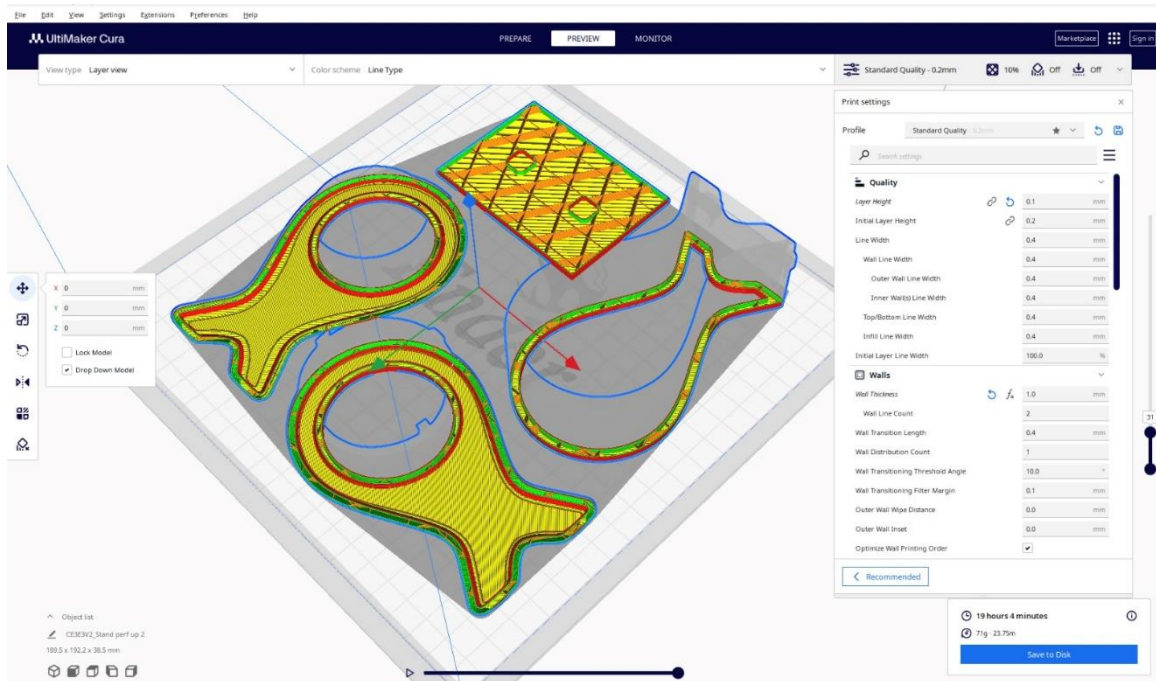 File Edit View Settings Extensions Preferences Help
UltiMaker Cura PREPARE PREVIEW MONITOR Marketplace Sign in
View type Layer view Color scheme Line Type Standard Quality - 0.2mm 10% Off Off
Print settings
Profile Standard Quality 0.2mm
Search settings
Quality
Layer Height 0.1 mm
Initial Layer Height 0.2 mm
Line Width 0.4 mm
Wall Line Width 0.4 mm
Outer Wall Line Width 0.4 mm
Inner Wall(s) Line Width 0.4 mm
Top/Bottom Line Width 0.4 mm
Infill Line Width 0.4 mm
Initial Layer Line Width 100.0 %
Walls
Wall Thickness 1.0 mm
Wall Line Count 2
Wall Transition Length 0.4 mm
Wall Distribution Count 1
Wall Transitioning Threshold Angle 10.0 °
Wall Transitioning Filter Margin 0.1 mm
Outer Wall Wipe Distance 0.0 mm
Outer Wall Inset 0.0 mm
Optimize Wall Printing Order
Recommended
X 0 mm
Y 0 mm
Z 0 mm
Lock Model
Drop Down Model
31
Object list
CE3E3V2_Stand perf up 2
189.5 x 192.2 x 38.5 mm
19 hours 4 minutes
71g · 23.75m
Save to Disk